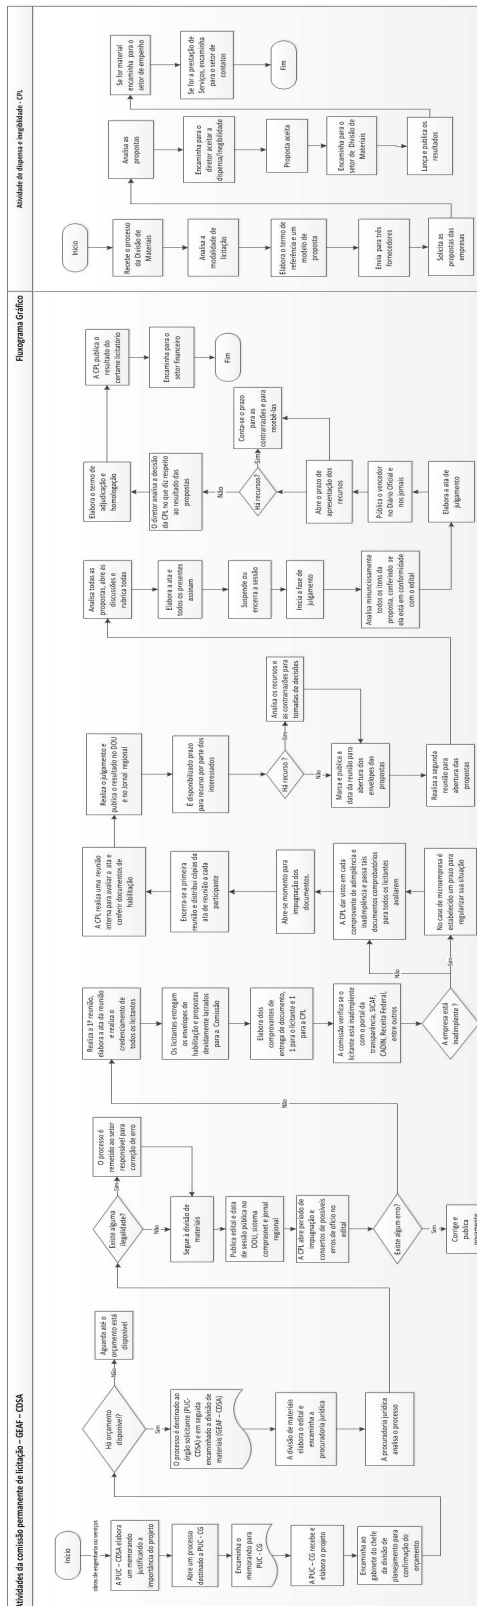 Fluxograma Gráfico
tividades da comissão permanente de licitação – GEAF – CDSA
Início
obras de engenharia ou serviços
A PUC – CDSA elabora
um memorando
justificando a
importância do projeto
Abre um processo
destinado a PUC - CG
Encaminha o
memorando para
PUC - CG
A PUC – CG recebe e
elabora o projeto
Encaminha ao
gabinete do chefe
da divisão de
planejamento para
confirmação do
orçamento
Há orçamento
disponível?
Não
Aguarda até o
orçamento está
disponível
Sim
O processo é destinado ao
órgão solicitante (PUC-
CDSA) e em seguida
encaminhado a divisão de
materiais (GEAF – CDSA)
A divisão de materiais
elabora o edital e
encaminha a
procuradoria jurídica
A procuradoria jurídica
analisa o processo
Existe alguma
ilegalidade?
Sim
O processo é
remetido ao setor
responsável para
correção de erro
Não
Segue à divisão de
materiais
Publica edital e data
de sessão pública no
DOU, sistema
comprasnet e jornal
regional
A CPL abre período de
impugnação e
consertos de possíveis
erros de ofício no
edital
Existe algum erro?
Não
Sim
Corrige e
publica
Realiza a 1ª reunião,
elabora a ata da reunião
e realiza o
credenciamento de
todos os licitantes
Os licitantes entregam
os envelopes de
habilitação e propostas
devidamente lacrados
para a Comissão
Elabora dois
comprovantes de
entrega de documento,
1 para o licitante e 1
para a CPL
A comissão verifica se o
licitante está inadimplente
com o portal da
transparência, SICAF,
CADIN, Receita Federal,
entre outros
A empresa está
inadimplente ?
Não
Sim
No caso de microempresa é
estabelecido um prazo para
regularizar sua situação
A CPL dar visto em cada
comprovante de adimplência e
inadimplência e passa tais
documentos comprobatórios
para todos os licitantes
avaliarem
Abre-se momento para
impugnação dos
documentos.
Encerra-se a primeira
reunião e distribui cópias da
ata de reunião a cada
participante
A CPL realiza uma reunião
interna para avaliar a ata e
conferir documentos de
habilitação
Realiza o julgamento e
publica o resultado no DOU
e no Jornal regional
É disponibilizado prazo
para recurso por parte dos
interessados
Há recurso ?
Sim
Analisa os recursos e
as contrarrazões para
tomadas de decisões
Não
Marca e publica a
data da reunião para
abertura dos
envelopes das
propostas
Realiza a segunda
reunião para
abertura das
propostas
Analisa todas as
propostas, abre as
discussões e
rubrica todas
Elabora a ata e
todos os presentes
assinam
Suspende ou
encerra a sessão
Inicia a fase de
julgamento
Analisa minunciosamente
todos os itens da
proposta, conferindo se
ela está em conformidade
com o edital
Elabora a ata de
julgamento
Pública o vencedor
no Diário Oficial e
nos jornais
Abre o prazo de
apresentação dos
recursos
Há recursos?
Sim
Conta-se o prazo
para as
contrarrazões e para
recebê-las
Não
O diretor analisa a decisão
da CPL no que diz respeito
ao resultado das
propostas
Elabora o termo de
adjudicação e
homologação
A CPL publica o
resultado do
certame licitatório
Encaminha para o
setor financeiro
Fim
Atividade de dispensa e inegibilidade - CPL
Início
Recebe o processo
da Divisão de
Materiais
Analisa a
modalidade de
licitação
Elabora o termo de
referência e um
modelo de
proposta
Envia para três
fornecedores
Solicita as
propostas das
empresas
Analisa as
propostas
Encaminha para o
diretor aceitar a
dispensa/inegibilidade
Proposta aceita
Encaminha para o
setor de Divisão de
Materiais
Lança e publica os
resultados
Se for material
encaminha para o
setor de empenho
Se for a prestação de
Serviços, encaminha
para o setor de
contatos
Fim